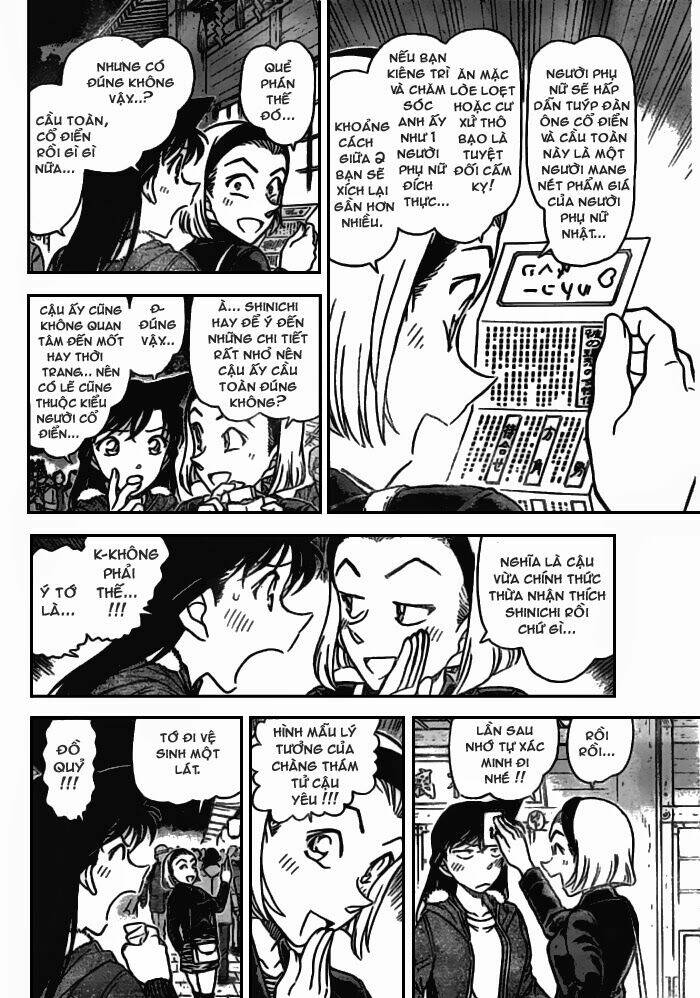 NGƯỜI PHỤ
NỮ SẼ HẤP
DẪN TUÝP ĐÀN
ÔNG CỔ ĐIỂN
VÀ CẦU TOÀN
NÀY LÀ MỘT
NGƯỜI MANG
NÉT PHẨM GIÁ
CỦA NGƯỜI
PHỤ NỮ
NHẬT...
ĂN MẶC
LÒE LOẸT
HOẶC CƯ
XỬ THÔ
BẠO LÀ
TUYỆT
ĐỐI CẤM
KỴ!
NẾU BẠN
KIÊNG TRÌ
VÀ CHĂM
SÓC
ANH ẤY
NHƯ 1
NGƯỜI
PHỤ NỮ
ĐÍCH
THỰC...
KHOẢNG
CÁCH
GIỮA 2
BẠN SẼ
XÍCH LẠI
GẦN HƠN
NHIỀU.
QUẺ
PHÁN
THẾ
ĐÓ...
NHƯNG CÓ
ĐÚNG KHÔNG
VẬY...?
CẦU TOÀN,
CỔ ĐIỂN
RỒI GÌ GÌ
NỮA...
À... SHINICHI
HAY ĐỂ Ý ĐẾN
NHỮNG CHI TIẾT
RẤT NHỎ NÊN
CẬU ẤY CẦU
TOÀN ĐÚNG
KHÔNG?
Đ-
ĐÚNG
VẬY...
CẬU ẤY CŨNG
KHÔNG QUAN
TÂM ĐẾN MỐT
HAY THỜI
TRANG... NÊN
CÓ LẼ CŨNG
THUỘC KIỂU
NGƯỜI CỔ
ĐIỂN...
NGHĨA LÀ CẬU
VỪA CHÍNH THỨC
THỪA NHẬN THÍCH
SHINICHI RỒI
CHỨ GÌ...
K-KHÔNG
PHẢI
THẾ...
!!!
Ý TỚ
LÀ...
RỒI
RỒI...
LẦN SAU
NHỚ TỰ XÁC
MINH ĐI
NHÉ !!
HÌNH MẪU LÝ
TƯỞNG CỦA
CHÀNG THÁM
TỬ CẬU
YÊU !!!
TỚ ĐI VỆ
SINH MỘT
LÁT.
ĐỒ
QUỶ
!!!